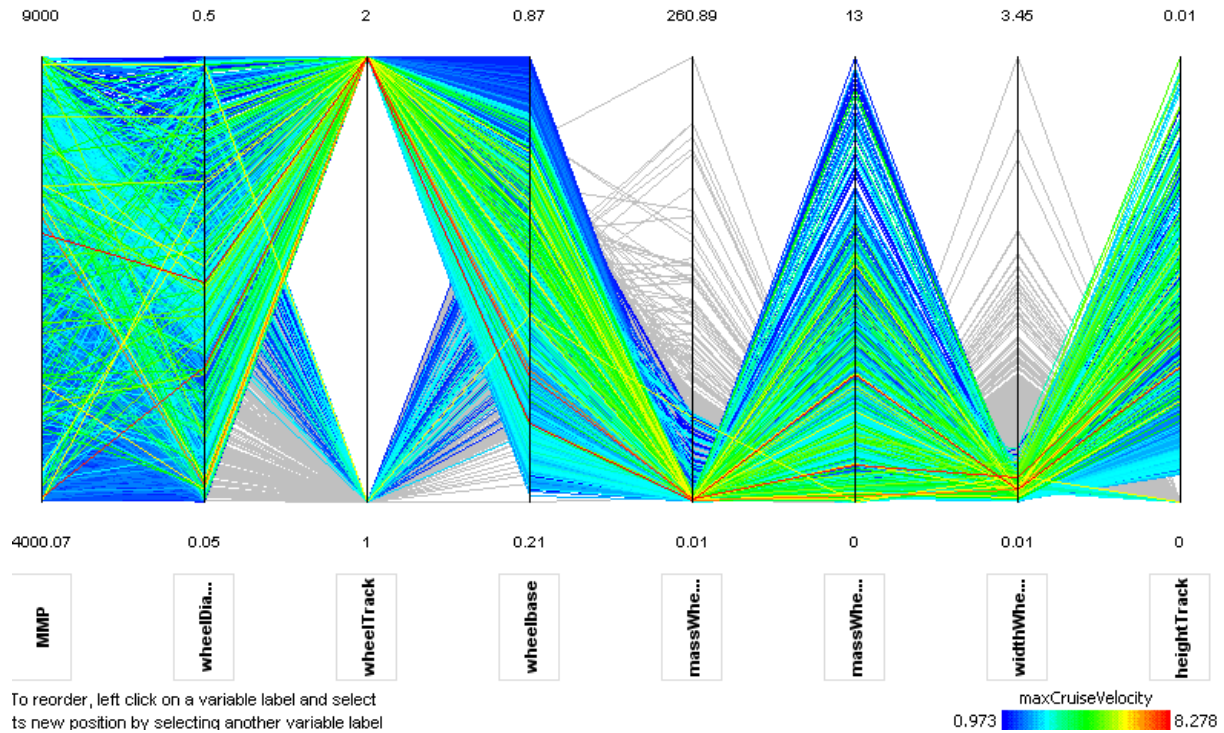 9000 0.5 2 0.87 260.89 13 3.45 0.01
4000.07 0.05 1 0.21 0.01 0 0.01 0
MMP
wheelDia...
wheelTrack
wheelbase
massWhe...
massWhe...
widthWhe...
heightTrack
To reorder, left click on a variable label and select
ts new position by selecting another variable label
maxCruiseVelocity
0.973 8.278